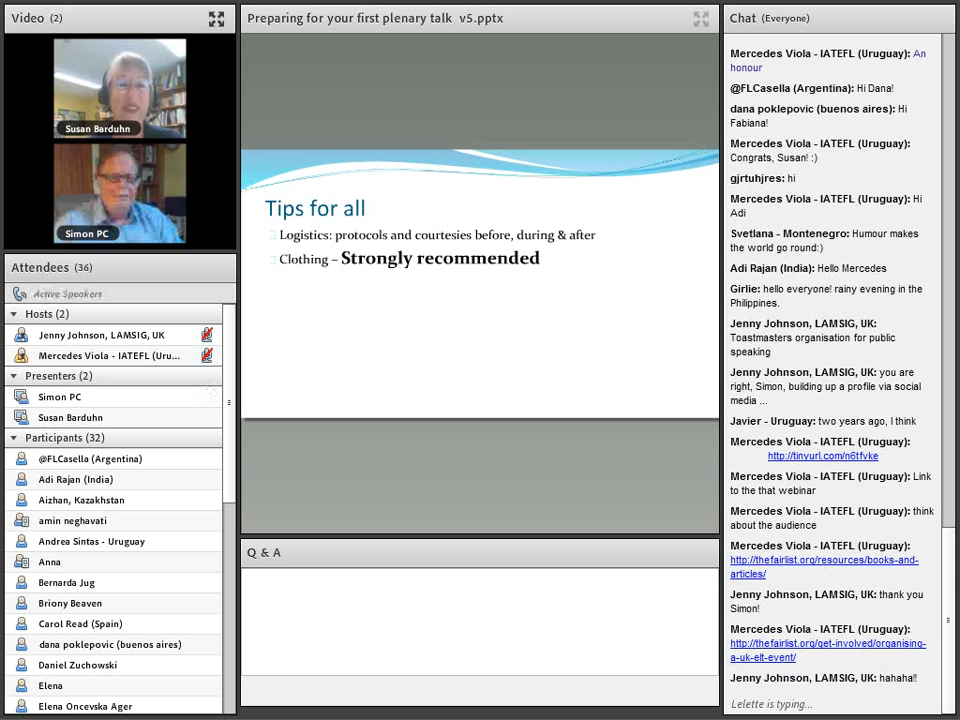 Video (2)
Susan Barduhn
Simon PC
Attendees (36)
Active Speakers
Hosts (2)
Jenny Johnson, LAMSIG, UK
Mercedes Viola - IATEFL (Uru...
Presenters (2)
Simon PC
Susan Barduhn
Participants (32)
@FLCasella (Argentina)
Adi Rajan (India)
Aizhan, Kazakhstan
amin neghavati
Andrea Sintas - Uruguay
Anna
Bernarda Jug
Briony Beaven
Carol Read (Spain)
dana poklepovic (buenos aires)
Daniel Zuchowski
Elena
Elena Oncevska Ager
Preparing for your first plenary talk v5.pptx
Tips for all
Logistics: protocols and courtesies before, during & after
Clothing – Strongly recommended
Q & A
Chat (Everyone)
Mercedes Viola - IATEFL (Uruguay): An
honour
@FLCasella (Argentina): Hi Dana!
dana poklepovic (buenos aires): Hi
Fabiana!
Mercedes Viola - IATEFL (Uruguay):
Congrats, Susan! :)
gjrtuhjres: hi
Mercedes Viola - IATEFL (Uruguay): Hi
Adi
Svetlana - Montenegro: Humour makes
the world go round:)
Adi Rajan (India): Hello Mercedes
Girlie: hello everyone! rainy evening in the
Philippines.
Jenny Johnson, LAMSIG, UK:
Toastmasters organisation for public
speaking
Jenny Johnson, LAMSIG, UK: you are
right, Simon, building up a profile via social
media ...
Javier - Uruguay: two years ago, I think
Mercedes Viola - IATEFL (Uruguay):
http://tinyurl.com/n6tfvke
Mercedes Viola - IATEFL (Uruguay): Link
to the that webinar
Mercedes Viola - IATEFL (Uruguay): think
about the audience
Mercedes Viola - IATEFL (Uruguay):
http://thefairlist.org/resources/books-and-
articles/
Jenny Johnson, LAMSIG, UK: thank you
Simon!
Mercedes Viola - IATEFL (Uruguay):
http://thefairlist.org/get-involved/organising-
a-uk-elt-event/
Jenny Johnson, LAMSIG, UK: hahaha!!
Lelette is typing...